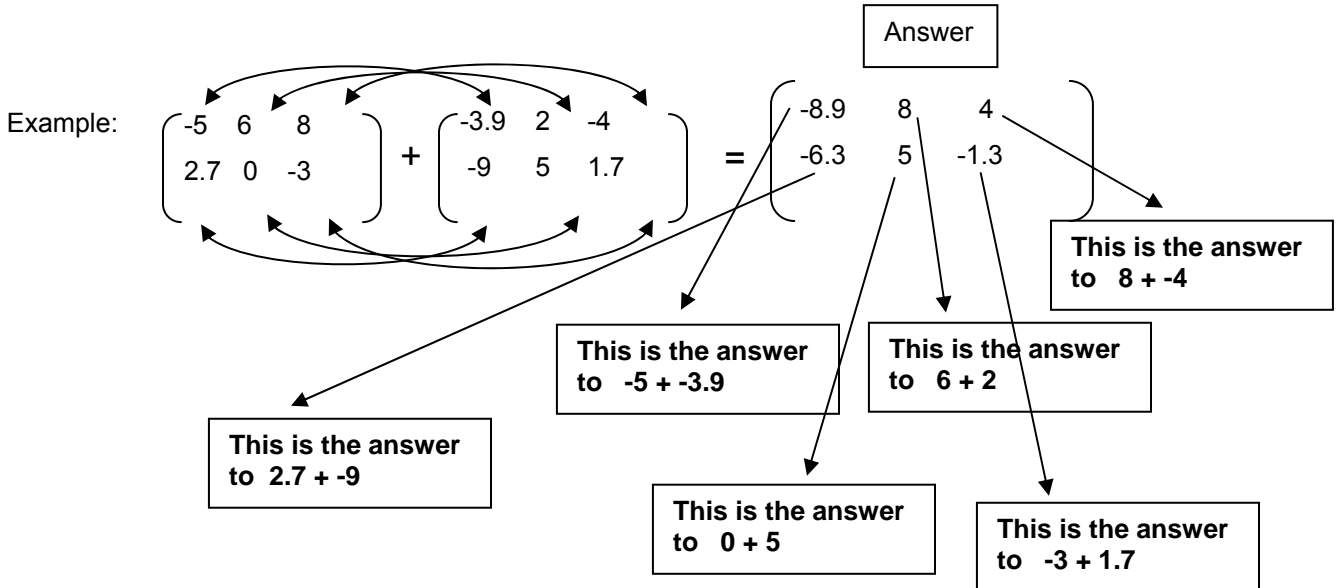 Answer
Example: -5 6 8 + -3.9 2 -4 = -8.9 8 4
2.7 0 -3 -9 5 1.7 -6.3 5 -1.3
This is the answer
to 8 + -4
This is the answer
to -5 + -3.9
This is the answer
to 6 + 2
This is the answer
to 2.7 + -9
This is the answer
to 0 + 5
This is the answer
to -3 + 1.7